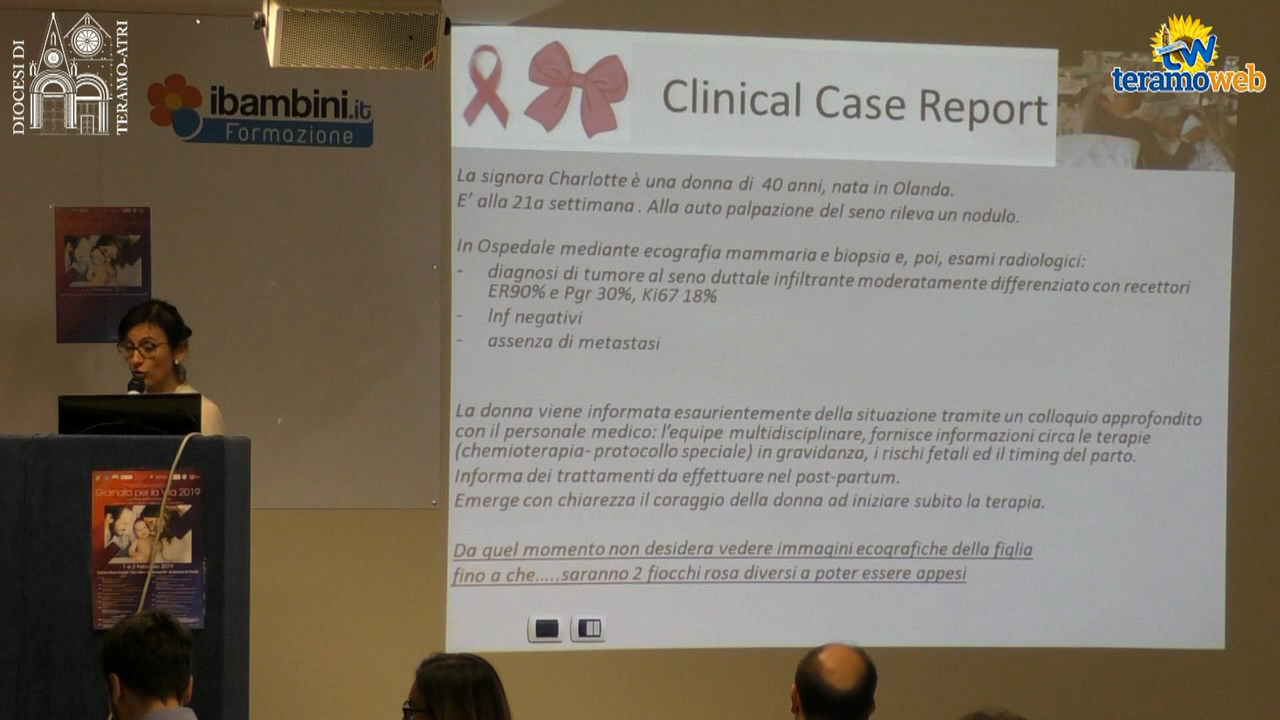 DIOCESI DI
TERAMO-ATRI
ibambini.it
Formazione
teramoweb
Clinical Case Report
La signora Charlotte è una donna di 40 anni, nata in Olanda.
E' alla 21a settimana . Alla auto palpazione del seno rileva un nodulo.
In Ospedale mediante ecografia mammaria e biopsia e, poi, esami radiologici:
- diagnosi di tumore al seno duttale infiltrante moderatamente differenziato con recettori
ER90% e Pgr 30%, Ki67 18%
- lnf negativi
- assenza di metastasi
La donna viene informata esaurientemente della situazione tramite un colloquio approfondito
con il personale medico: l'equipe multidisciplinare, fornisce informazioni circa le terapie
(chemioterapia- protocollo speciale) in gravidanza, i rischi fetali ed il timing del parto.
Informa dei trattamenti da effettuare nel post-partum.
Emerge con chiarezza il coraggio della donna ad iniziare subito la terapia.
Da quel momento non desidera vedere immagini ecografiche della figlia
fino a che.....saranno 2 fiocchi rosa diversi a poter essere appesi
Giornata per la Vita 2019